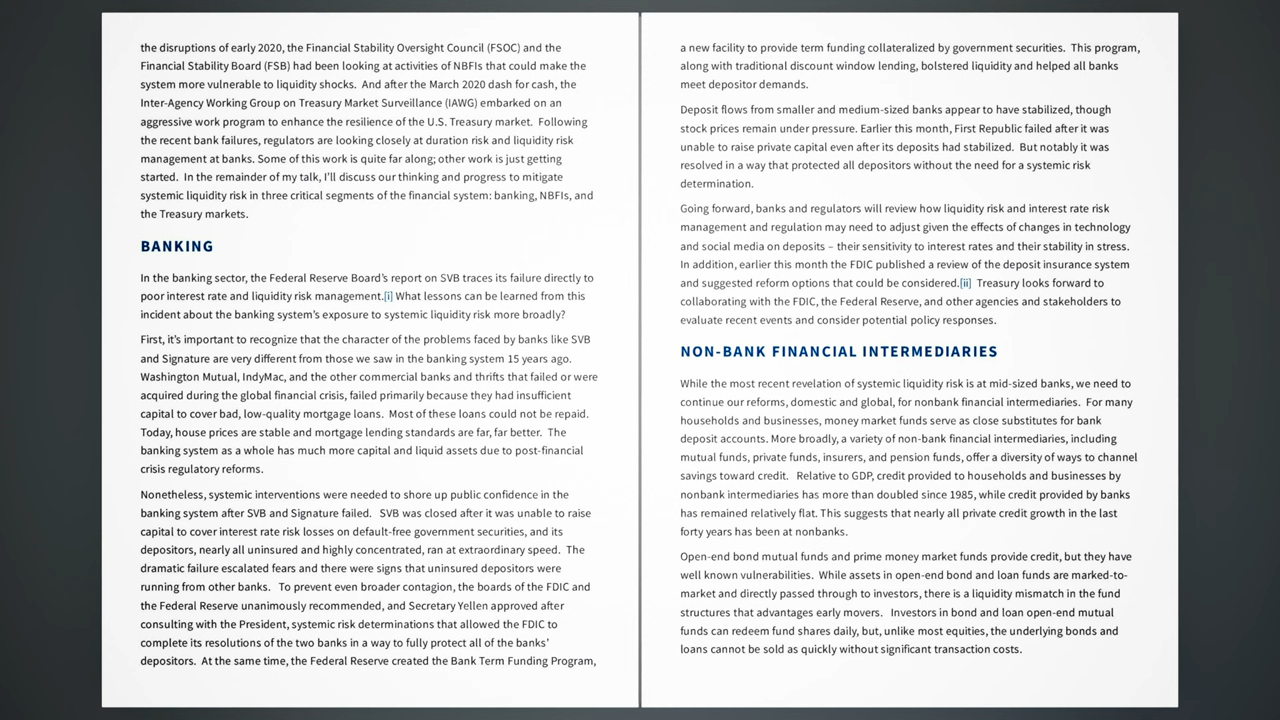 the disruptions of early 2020, the Financial Stability Oversight Council (FSOC) and the
Financial Stability Board (FSB) had been looking at activities of NBFIs that could make the
system more vulnerable to liquidity shocks. And after the March 2020 dash for cash, the
Inter-Agency Working Group on Treasury Market Surveillance (IAWG) embarked on an
aggressive work program to enhance the resilience of the U.S. Treasury market. Following
the recent bank failures, regulators are looking closely at duration risk and liquidity risk
management at banks. Some of this work is quite far along; other work is just getting
started. In the remainder of my talk, I'll discuss our thinking and progress to mitigate
systemic liquidity risk in three critical segments of the financial system: banking, NBFIs, and
the Treasury markets.
BANKING
In the banking sector, the Federal Reserve Board's report on SVB traces its failure directly to
poor interest rate and liquidity risk management.[i] What lessons can be learned from this
incident about the banking system's exposure to systemic liquidity risk more broadly?
First, it's important to recognize that the character of the problems faced by banks like SVB
and Signature are very different from those we saw in the banking system 15 years ago.
Washington Mutual, IndyMac, and the other commercial banks and thrifts that failed or were
acquired during the global financial crisis, failed primarily because they had insufficient
capital to cover bad, low-quality mortgage loans. Most of these loans could not be repaid.
Today, house prices are stable and mortgage lending standards are far, far better. The
banking system as a whole has much more capital and liquid assets due to post-financial
crisis regulatory reforms.
Nonetheless, systemic interventions were needed to shore up public confidence in the
banking system after SVB and Signature failed. SVB was closed after it was unable to raise
capital to cover interest rate risk losses on default-free government securities, and its
depositors, nearly all uninsured and highly concentrated, ran at extraordinary speed. The
dramatic failure escalated fears and there were signs that uninsured depositors were
running from other banks. To prevent even broader contagion, the boards of the FDIC and
the Federal Reserve unanimously recommended, and Secretary Yellen approved after
consulting with the President, systemic risk determinations that allowed the FDIC to
complete its resolutions of the two banks in a way to fully protect all of the banks'
depositors. At the same time, the Federal Reserve created the Bank Term Funding Program,
a new facility to provide term funding collateralized by government securities. This program,
along with traditional discount window lending, bolstered liquidity and helped all banks
meet depositor demands.
Deposit flows from smaller and medium-sized banks appear to have stabilized, though
stock prices remain under pressure. Earlier this month, First Republic failed after it was
unable to raise private capital even after its deposits had stabilized. But notably it was
resolved in a way that protected all depositors without the need for a systemic risk
determination.
Going forward, banks and regulators will review how liquidity risk and interest rate risk
management and regulation may need to adjust given the effects of changes in technology
and social media on deposits – their sensitivity to interest rates and their stability in stress.
In addition, earlier this month the FDIC published a review of the deposit insurance system
and suggested reform options that could be considered.[ii] Treasury looks forward to
collaborating with the FDIC, the Federal Reserve, and other agencies and stakeholders to
evaluate recent events and consider potential policy responses.
NON-BANK FINANCIAL INTERMEDIARIES
While the most recent revelation of systemic liquidity risk is at mid-sized banks, we need to
continue our reforms, domestic and global, for nonbank financial intermediaries. For many
households and businesses, money market funds serve as close substitutes for bank
deposit accounts. More broadly, a variety of non-bank financial intermediaries, including
mutual funds, private funds, insurers, and pension funds, offer a diversity of ways to channel
savings toward credit. Relative to GDP, credit provided to households and businesses by
nonbank intermediaries has more than doubled since 1985, while credit provided by banks
has remained relatively flat. This suggests that nearly all private credit growth in the last
forty years has been at nonbanks.
Open-end bond mutual funds and prime money market funds provide credit, but they have
well known vulnerabilities. While assets in open-end bond and loan funds are marked-to-
market and directly passed through to investors, there is a liquidity mismatch in the fund
structures that advantages early movers. Investors in bond and loan open-end mutual
funds can redeem fund shares daily, but, unlike most equities, the underlying bonds and
loans cannot be sold as quickly without significant transaction costs.